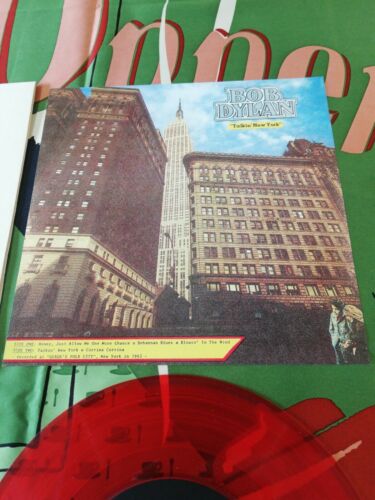 BOB
DYLAN
"Talkin' New York"
SIDE ONE: Honey, Just Allow Me One More Chance o Bohemian Blues o Blowin' In The Wind
SIDE TWO: Talkin' New York o Corrina Corrina
- Recorded at "GERDE'S FOLK CITY", New York in 1962 -